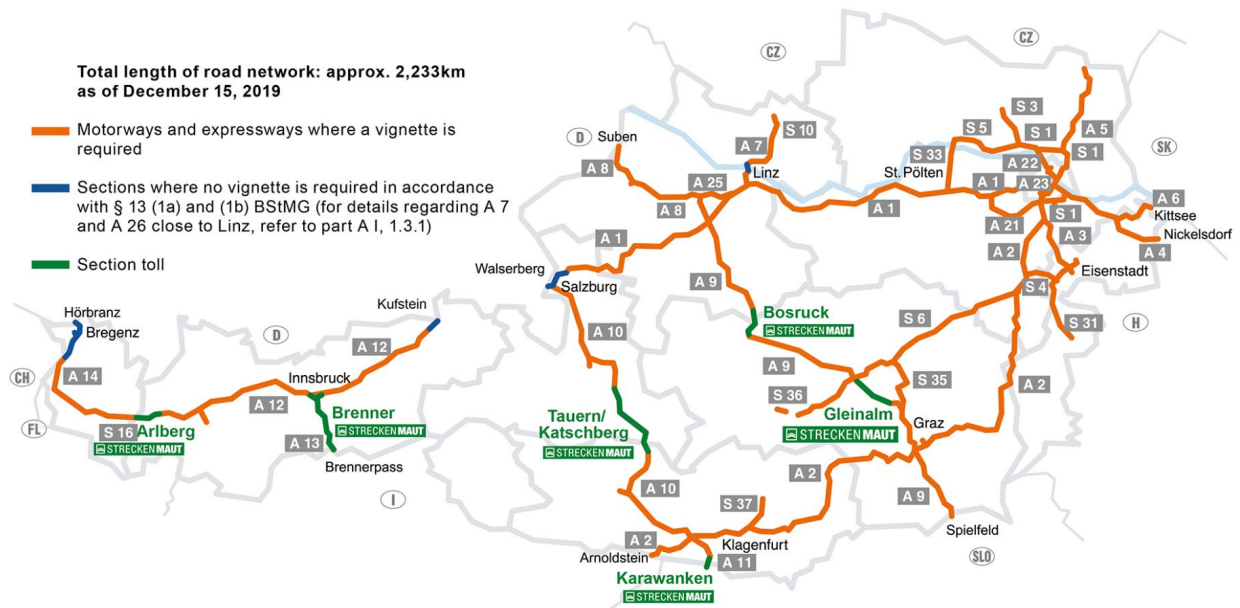 Total length of road network: approx. 2,233km
as of December 15, 2019
Motorways and expressways where a vignette is
required
Sections where no vignette is required in accordance
with § 13 (1a) and (1b) BStMG (for details regarding A 7
and A 26 close to Linz, refer to part A I, 1.3.1)
Section toll
CZ
CZ
D
Suben
S 10
A 7
Linz
A 8
A 25
A 8
A 1
S 3
S 5
S 1
A 5
S 33
S 1
SK
A 22
St. Pölten
A 1
A 23
A 1
A 21
S 1
A 6
Kittsee
Nickelsdorf
A 3
A 4
A 2
Eisenstadt
Walserberg
Salzburg
A 9
S 4
Bosruck
STRECKENMAUT
S 6
S 31
H
A 10
A 9
S 35
A 2
S 36
Gleinalm
STRECKENMAUT
Graz
Hörbranz
Bregenz
D
Kufstein
A 12
CH
A 14
Innsbruck
A 12
FL
S 16
Arlberg
STRECKENMAUT
Brenner
STRECKENMAUT
A 13
Brennerpass
I
Tauern/
Katschberg
STRECKENMAUT
A 10
S 37
A 2
A 9
Spielfeld
A 2
Klagenfurt
Arnoldstein
A 11
SLO
Karawanken
STRECKENMAUT